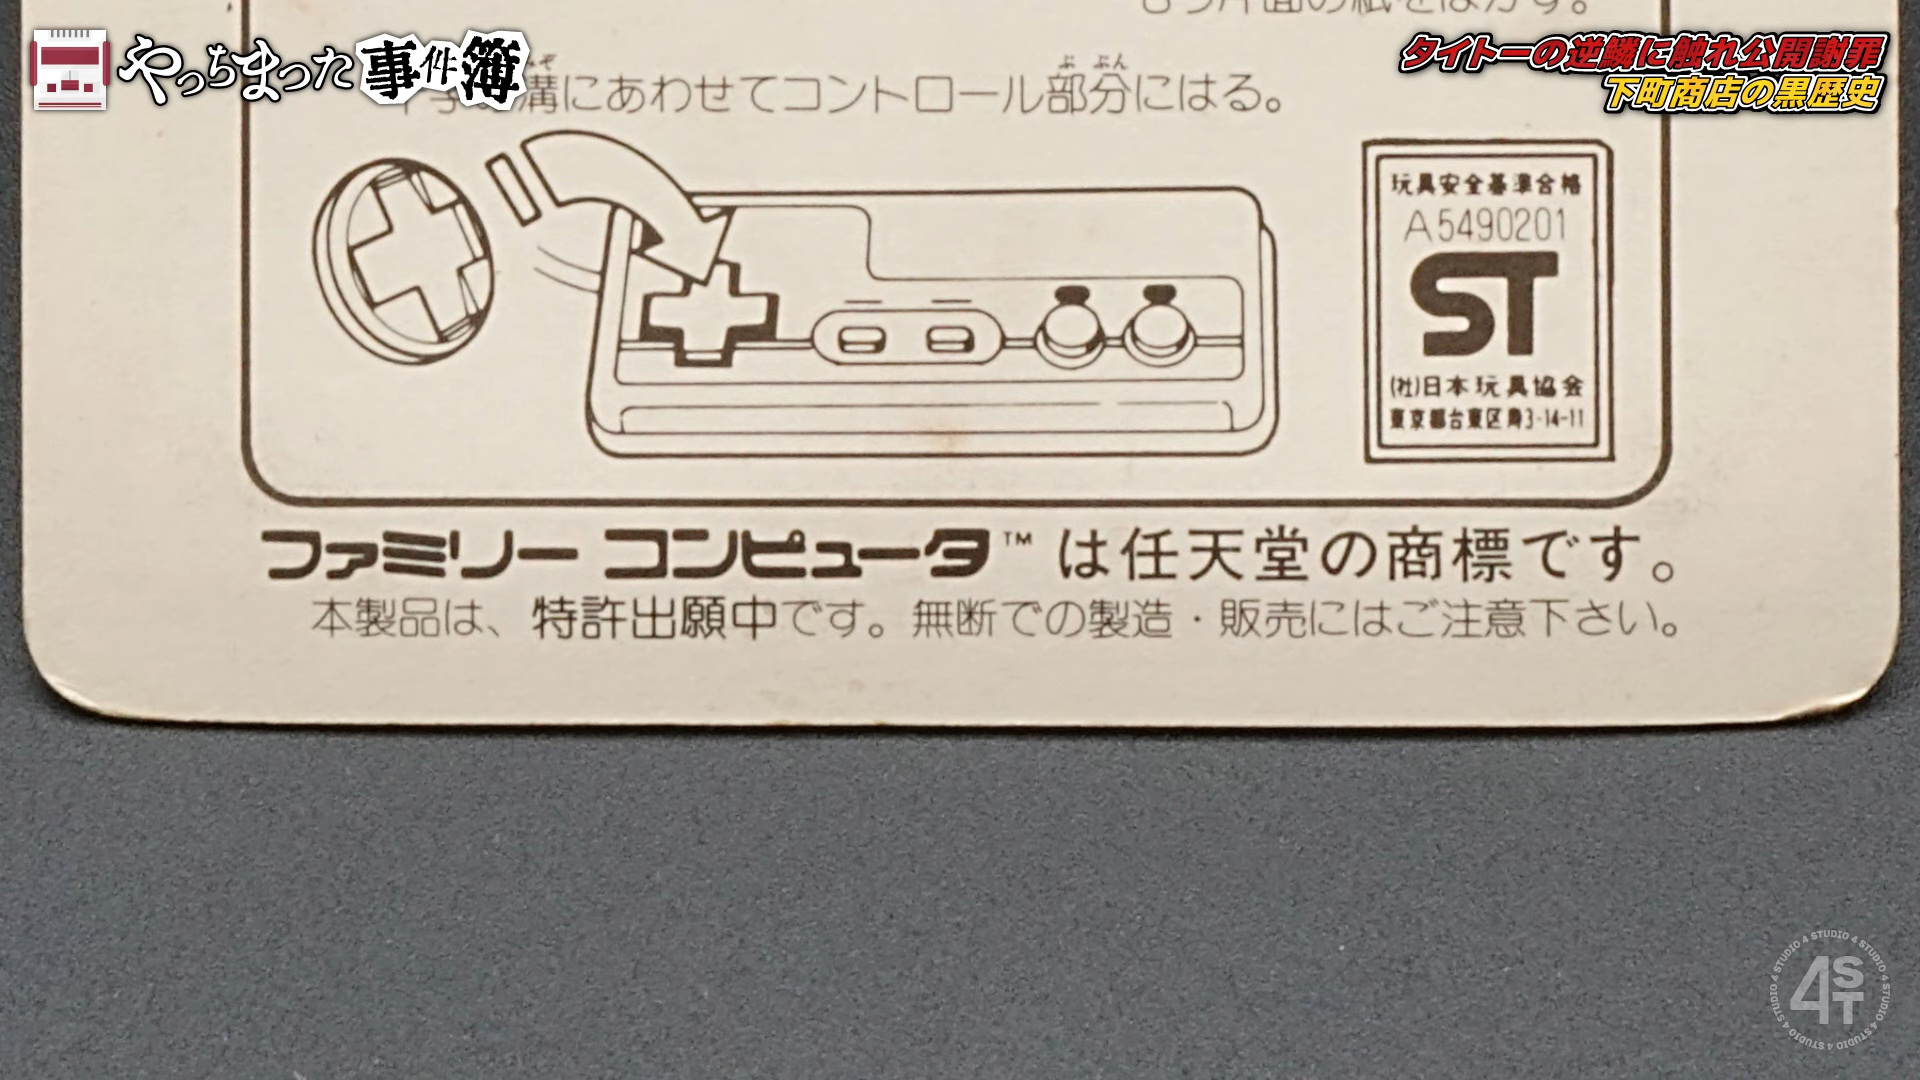 やっちまった事件簿
タイトーの逆鱗に触れ公開謝罪
下町商店の黒歴史
溝にあわせてコントロール部分にはる。
ぶ ぶん
玩具安全基準合格
A5490201
ST
(社)日本玩具協会
東京都台東区寿3-14-11
ファミリー コンピュータ™ は任天堂の商標です。
本製品は、特許出願中です。無断での製造・販売にはご注意下さい。
4ST
STUDIO 4 STUDIO 4 STUDIO 4 STUDIO 4